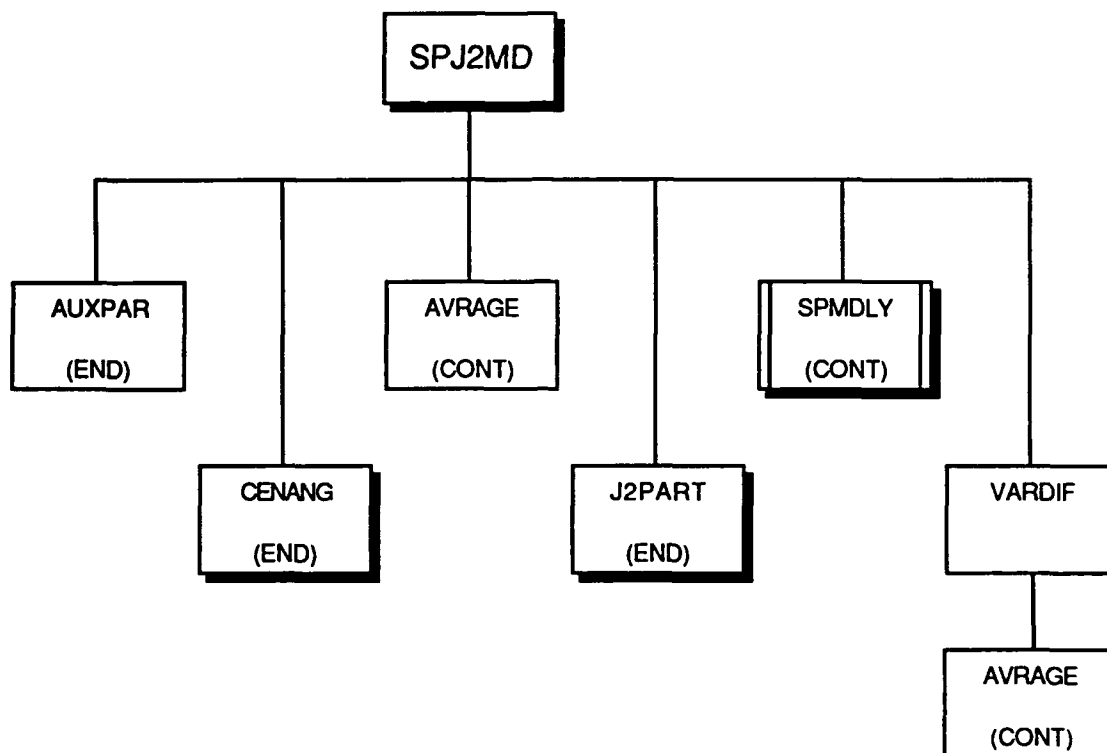 SPJ2MD
AUXPAR
(END)
AVRAGE
(CONT)
SPMDLY
(CONT)
CENANG
(END)
J2PART
(END)
VARDIF
AVRAGE
(CONT)